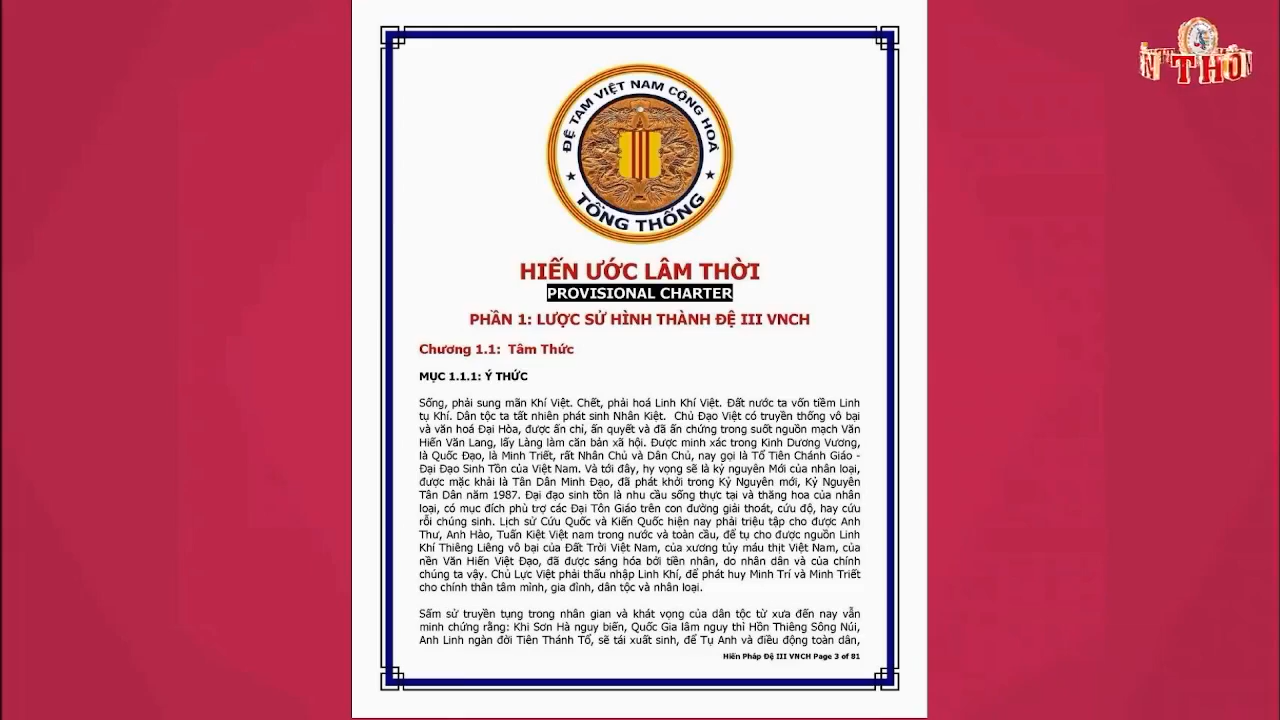 ĐỆ TAM VIỆT NAM CỘNG HOÀ
TỔNG THỐNG
THÔN
HIẾN ƯỚC LÂM THỜI
PROVISIONAL CHARTER
PHẦN 1: LƯỢC SỬ HÌNH THÀNH ĐỆ III VNCH
Chương 1.1: Tâm Thức
MỤC 1.1.1: Ý THỨC
Sống, phải sung mãn Khí Việt. Chết, phải hoá Linh Khí Việt. Đất nước ta vốn tiềm Linh
tụ Khí. Dân tộc ta tất nhiên phát sinh Nhân Kiệt. Chủ Đạo Việt có truyền thống vô bại
và văn hoá Đại Hòa, được ấn chỉ, ấn quyết và đã ấn chứng trong suốt nguồn mạch Văn
Hiến Văn Lang, lấy Làng làm căn bản xã hội. Được minh xác trong Kinh Dương Vương,
là Quốc Đạo, là Minh Triết, rất Nhân Chủ và Dân Chủ, nay gọi là Tổ Tiên Chánh Giáo -
Đại Đạo Sinh Tồn của Việt Nam. Và tới đây, hy vọng sẽ là kỷ nguyên Mới của nhân loại,
được mặc khải là Tân Dân Minh Đạo, đã phát khởi trong Kỷ Nguyên mới, Kỷ Nguyên
Tân Dân năm 1987. Đại đạo sinh tồn là nhu cầu sống thực tại và thăng hoa của nhân
loại, có mục đích phù trợ các Đại Tôn Giáo trên con đường giải thoát, cứu độ, hay cứu
rỗi chúng sinh. Lịch sử Cứu Quốc và Kiến Quốc hiện nay phải triệu tập cho được Anh
Thư, Anh Hào, Tuấn Kiệt Việt nam trong nước và toàn cầu, để tụ cho được nguồn Linh
Khí Thiêng Liêng vô bại của Đất Trời Việt Nam, của xương tủy máu thịt Việt Nam, của
nền Văn Hiến Việt Đạo, đã được sáng hóa bởi tiền nhân, do nhân dân và của chính
chúng ta vậy. Chủ Lực Việt phải thấu nhập Linh Khí, để phát huy Minh Trí và Minh Triết
cho chính thân tâm mình, gia đình, dân tộc và nhân loại.
Sấm sử truyền tụng trong nhân gian và khát vọng của dân tộc từ xưa đến nay vẫn
minh chứng rằng: Khi Sơn Hà nguy biến, Quốc Gia lâm nguy thì Hồn Thiêng Sông Núi,
Anh Linh ngàn đời Tiên Thánh Tổ, sẽ tái xuất sinh, để Tụ Anh và điều động toàn dân,
Hiến Pháp Đệ III VNCH Page 3 of 81